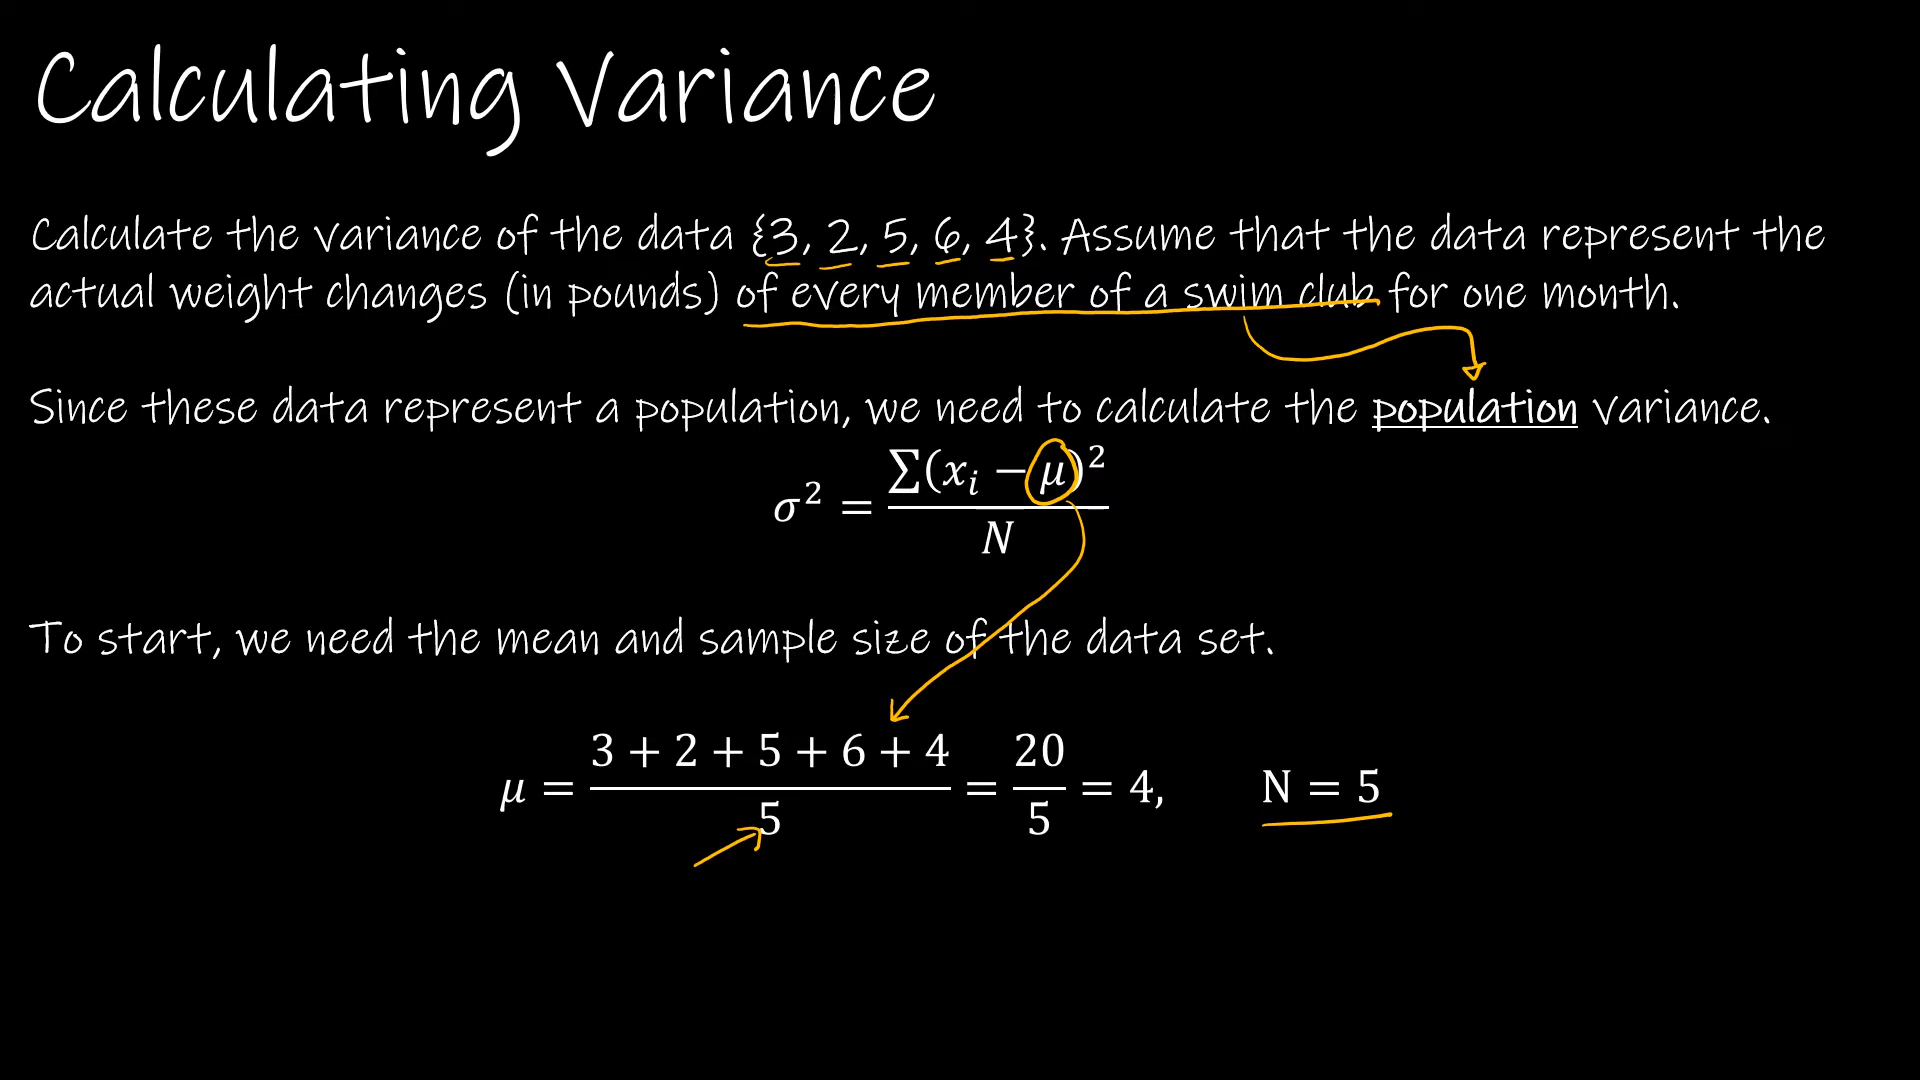 Calculating Variance
Calculate the variance of the data {3, 2, 5, 6, 4}. Assume that the data represent the
actual weight changes (in pounds) of every member of a swim club for one month.
Since these data represent a population, we need to calculate the population variance.
σ² = ∑(xᵢ − μ)² / N
To start, we need the mean and sample size of the data set.
μ = (3 + 2 + 5 + 6 + 4) / 5 = 20 / 5 = 4, N = 5